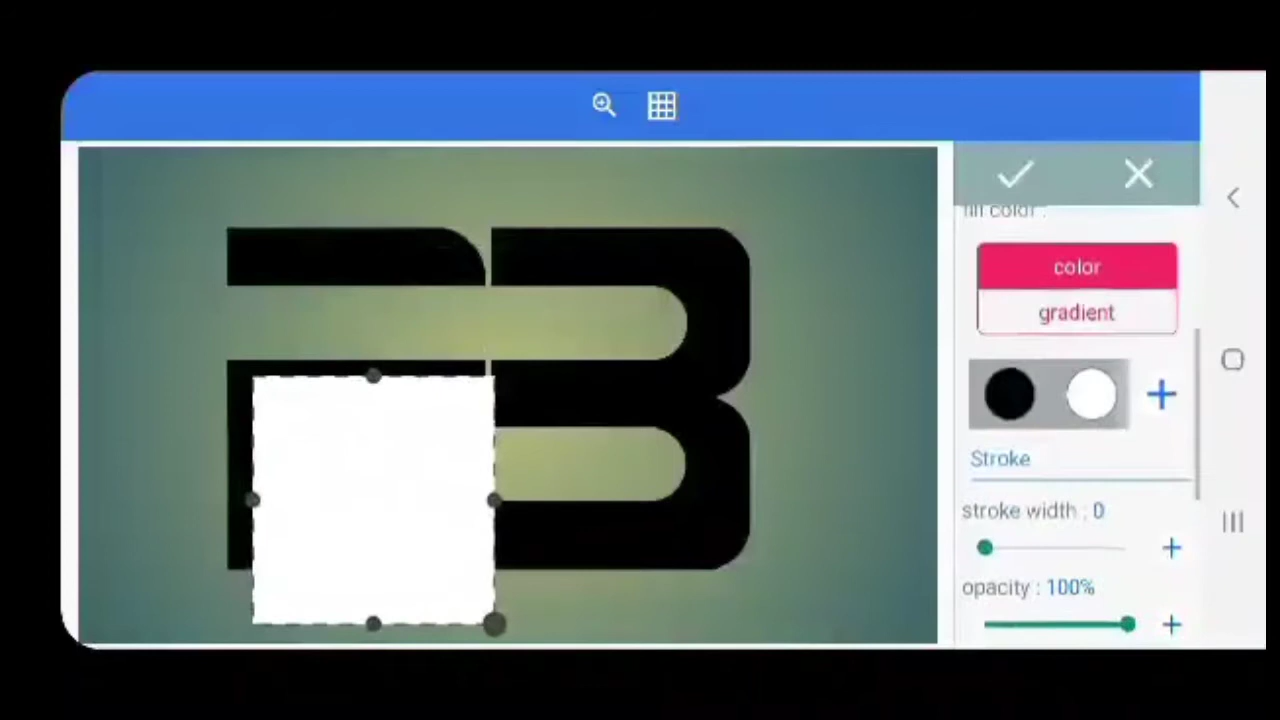 fill color :
color
gradient
Stroke
stroke width : 0
opacity : 100%